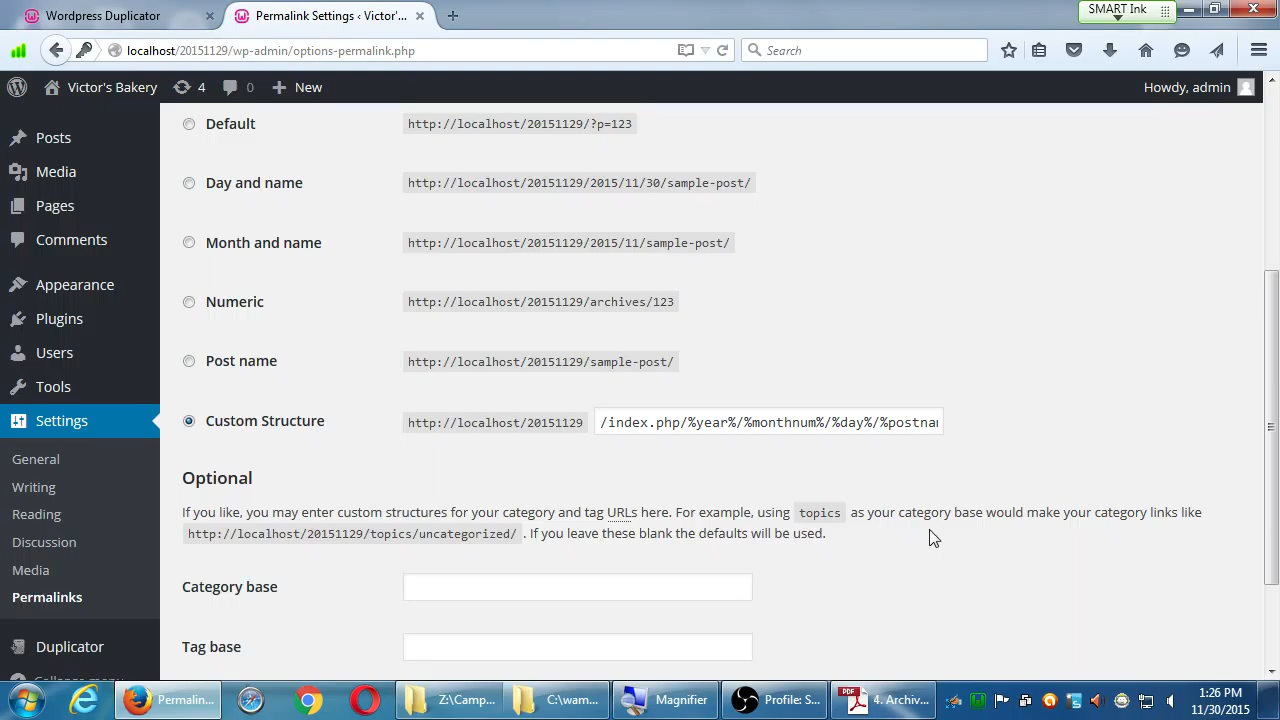 Wordpress Duplicator
Permalink Settings ‹ Victor's'...
SMART Ink
localhost/20151129/wp-admin/options-permalink.php
Search
Victor's Bakery
4
0
New
Howdy, admin
Posts
Media
Pages
Comments
Appearance
Plugins
Users
Tools
Settings
General
Writing
Reading
Discussion
Media
Permalinks
Duplicator
Collapse menu
Default
http://localhost/20151129/?p=123
Day and name
http://localhost/20151129/2015/11/30/sample-post/
Month and name
http://localhost/20151129/2015/11/sample-post/
Numeric
http://localhost/20151129/archives/123
Post name
http://localhost/20151129/sample-post/
Custom Structure
http://localhost/20151129
/index.php/%year%/%monthnum%/%day%/%postnar
Optional
If you like, you may enter custom structures for your category and tag URLs here. For example, using topics as your category base would make your category links like
http://localhost/20151129/topics/uncategorized/ . If you leave these blank the defaults will be used.
Category base
Tag base
Permalin...
Z:\Camp...
C:\wam...
Magnifier
Profile: S...
PDF
4. Archiv...
1:26 PM
11/30/2015